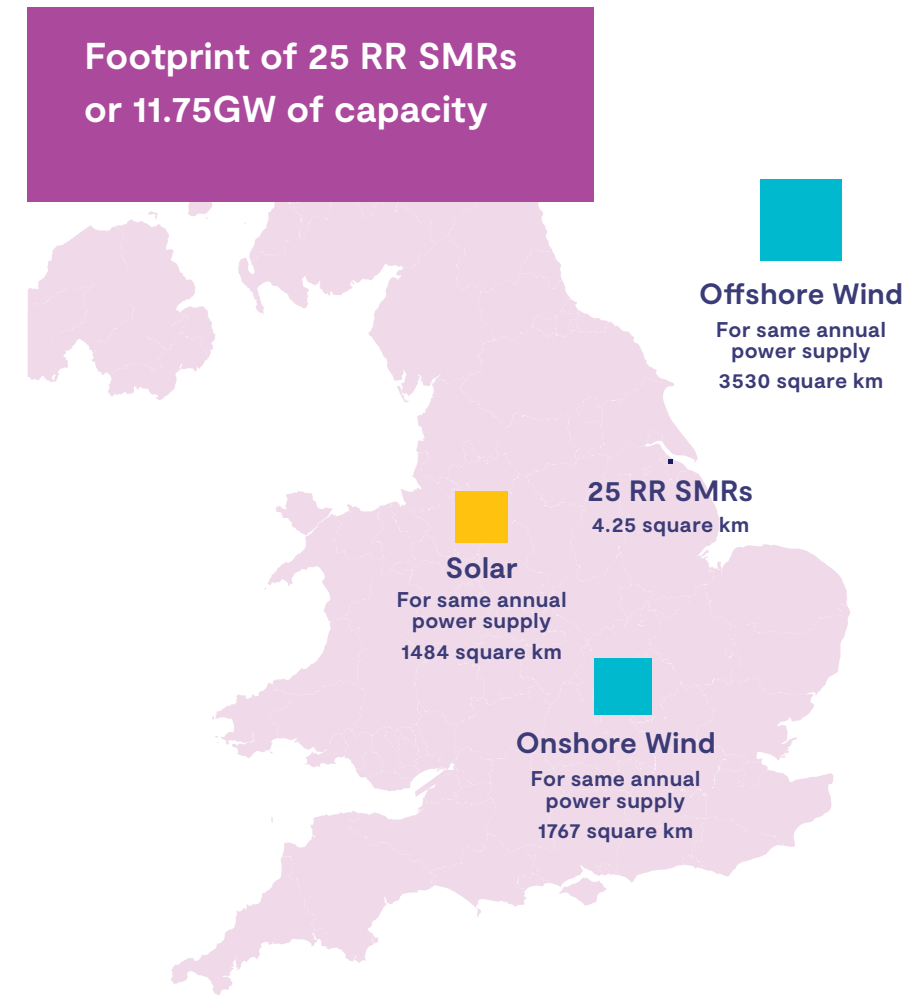 Footprint of 25 RR SMRs
or 11.75GW of capacity
Offshore Wind
For same annual
power supply
3530 square km
25 RR SMRs
4.25 square km
Solar
For same annual
power supply
1484 square km
Onshore Wind
For same annual
power supply
1767 square km